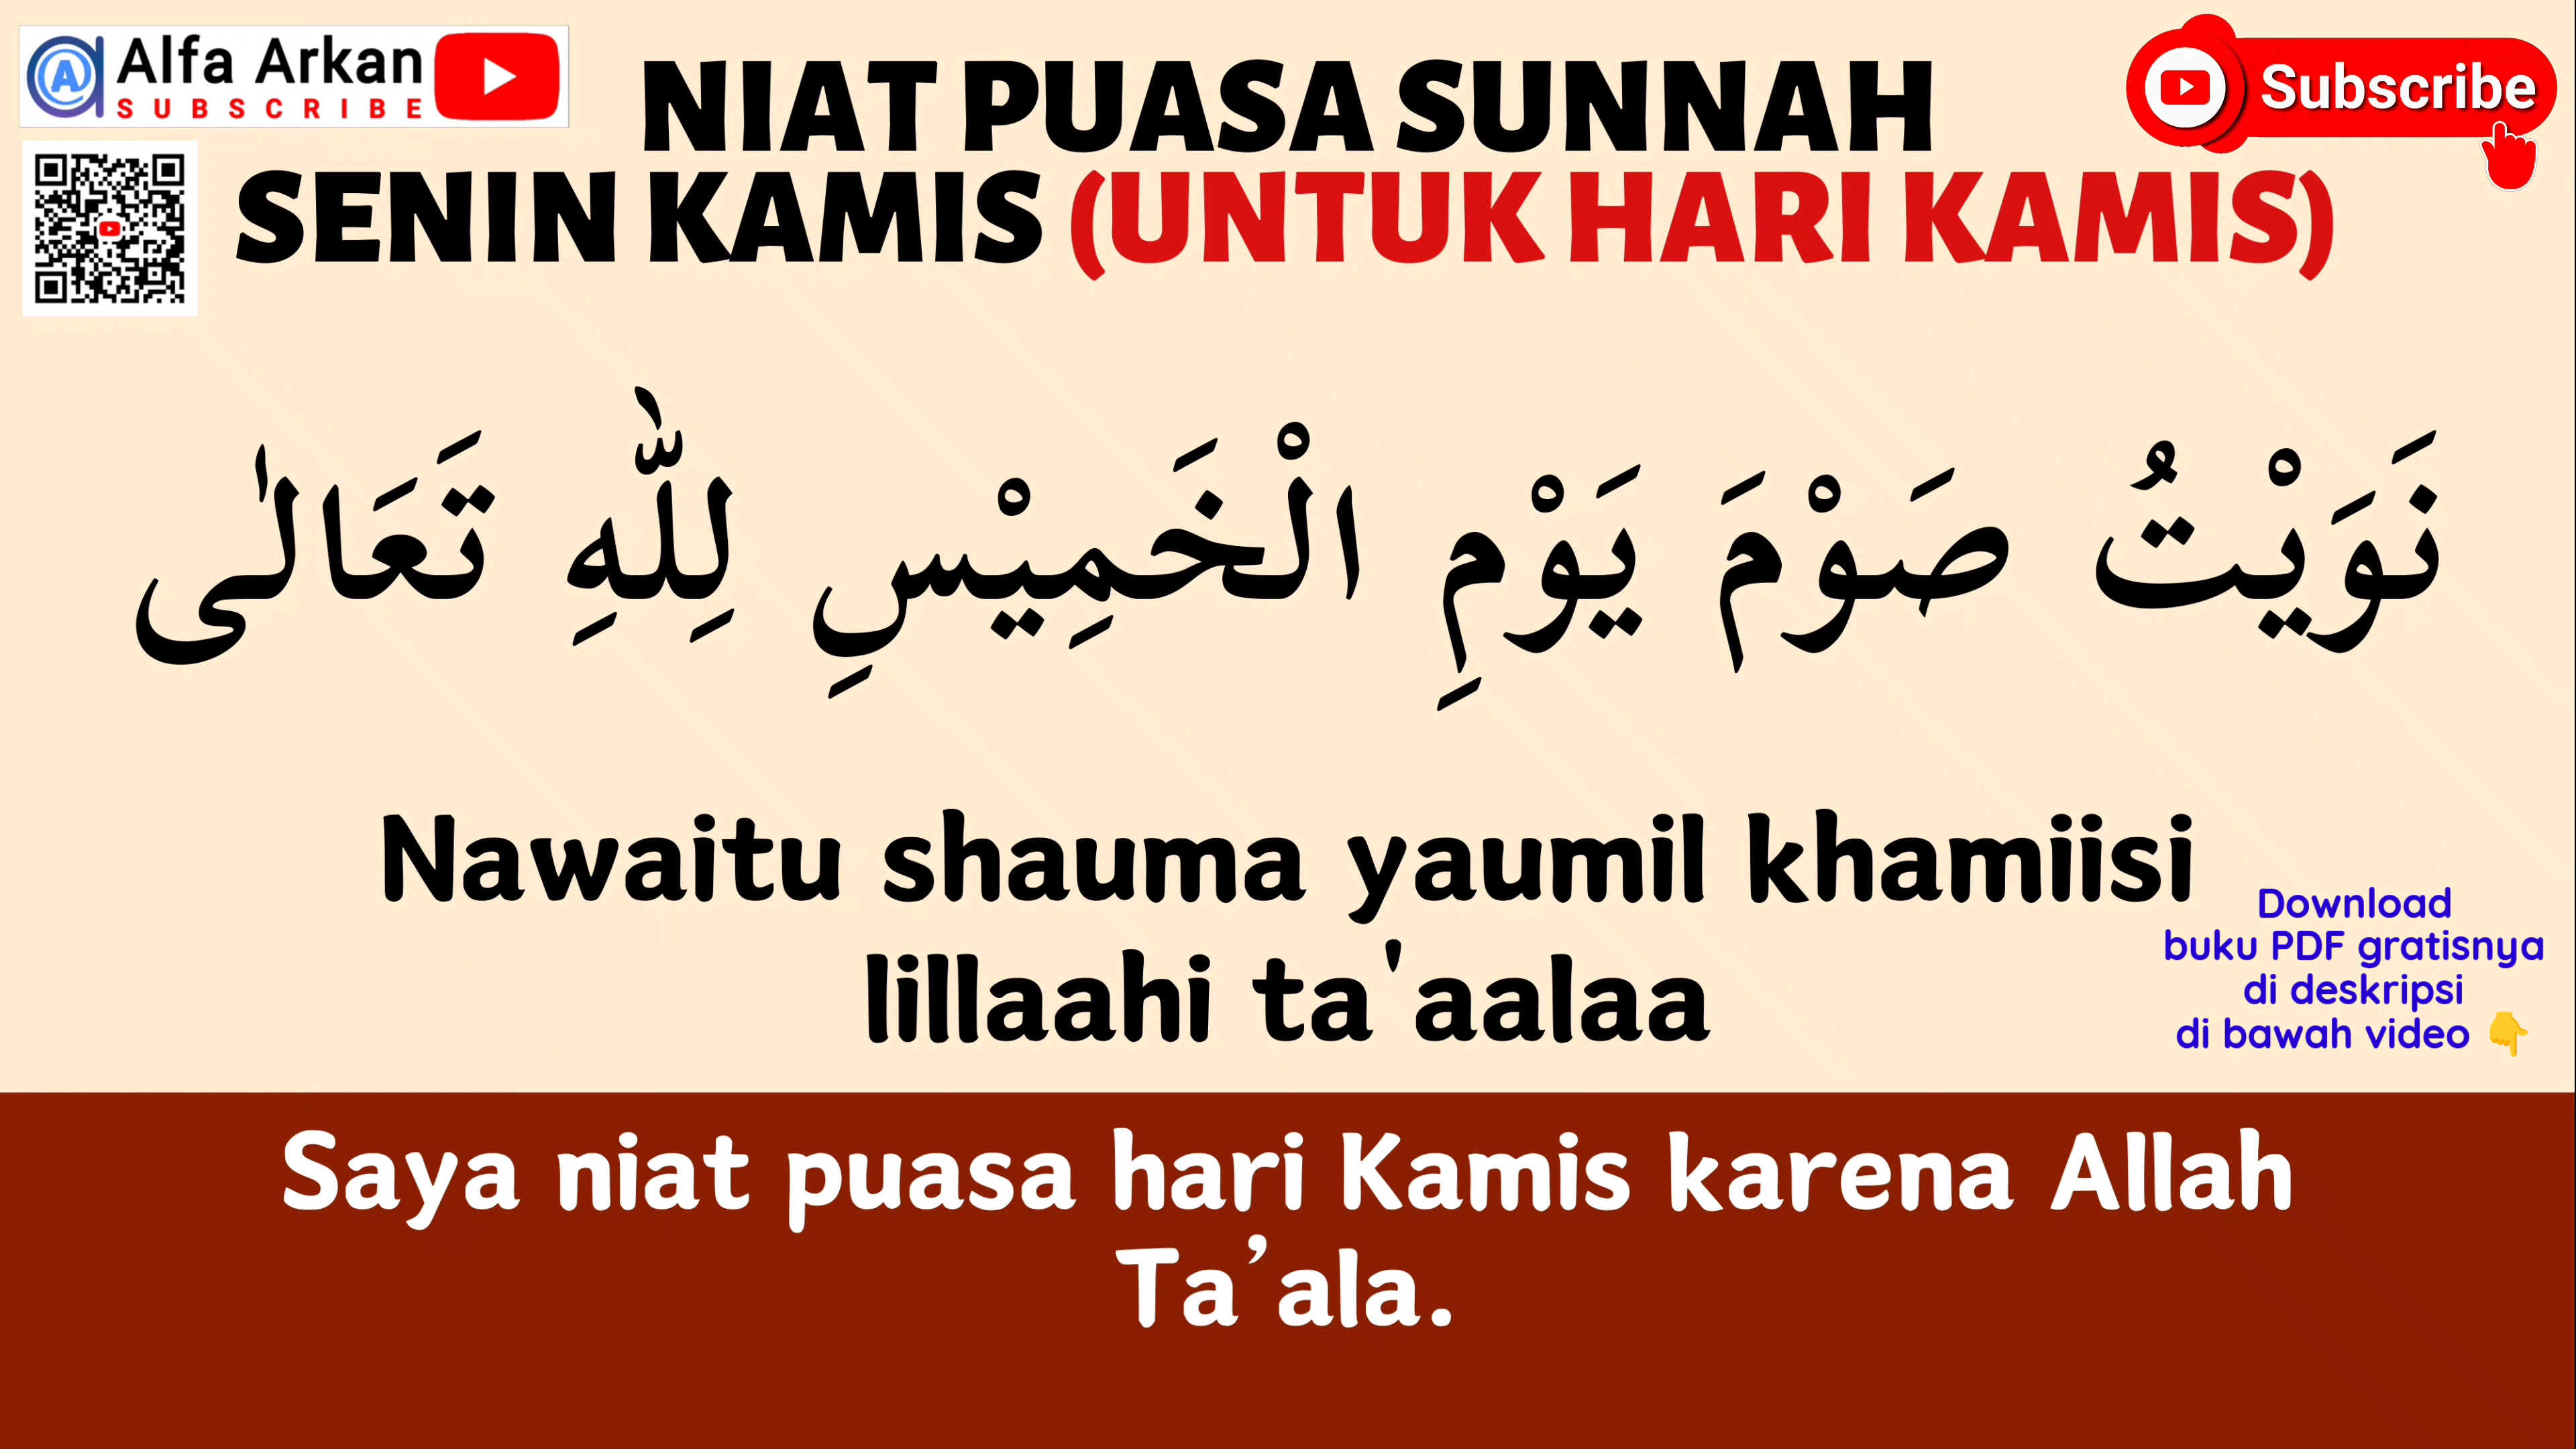 Alfa Arkan
SUBSCRIBE
Subscribe
NIAT PUASA SUNNAH
SENIN KAMIS (UNTUK HARI KAMIS)
نَوَيْتُ صَوْمَ يَوْمِ الْخَمِيْسِ لِلّٰهِ تَعَالٰى
Nawaitu shauma yaumil khamiisi
lillaahi ta'aalaa
Download
buku PDF gratisnya
di deskripsi
di bawah video 👇
Saya niat puasa hari Kamis karena Allah
Ta’ala.